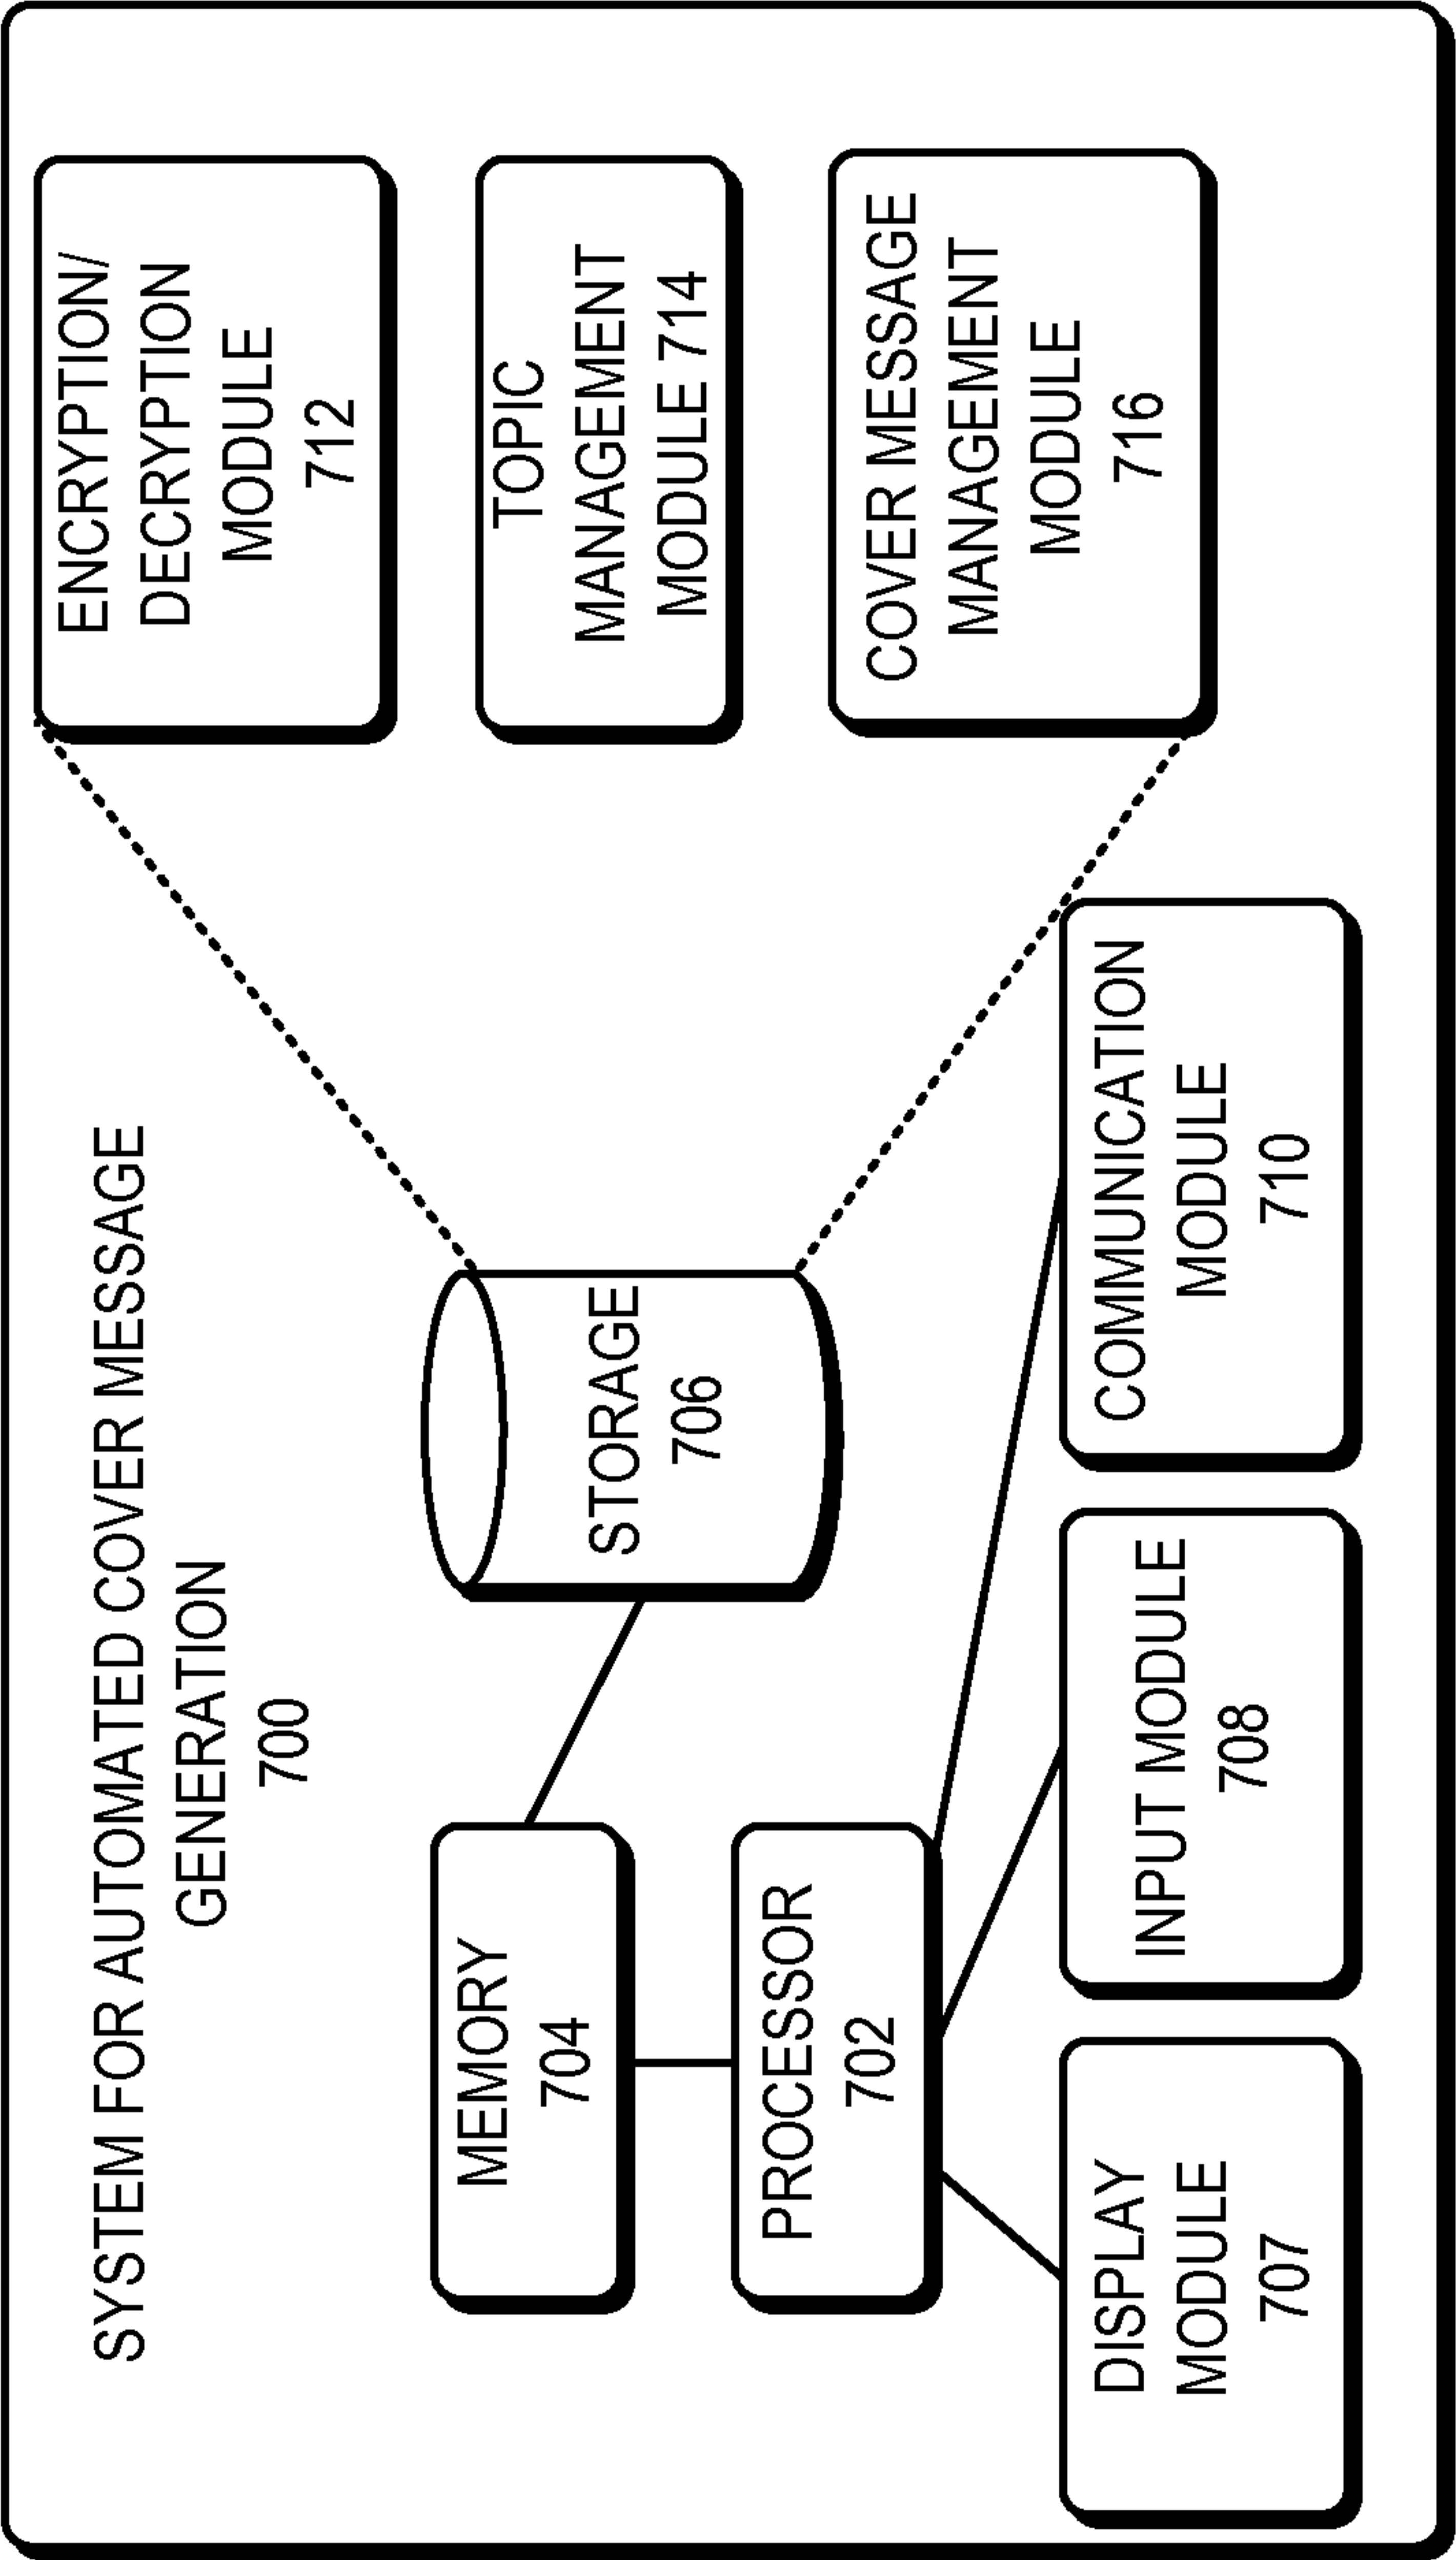 SYSTEM FOR AUTOMATED COVER MESSAGE
GENERATION
700
ENCRYPTION/
DECRYPTION
MODULE
712
TOPIC
MANAGEMENT
MODULE 714
COVER MESSAGE
MANAGEMENT
MODULE
716
MEMORY
704
STORAGE
706
PROCESSOR
702
DISPLAY
MODULE
707
INPUT MODULE
708
COMMUNICATION
MODULE
710